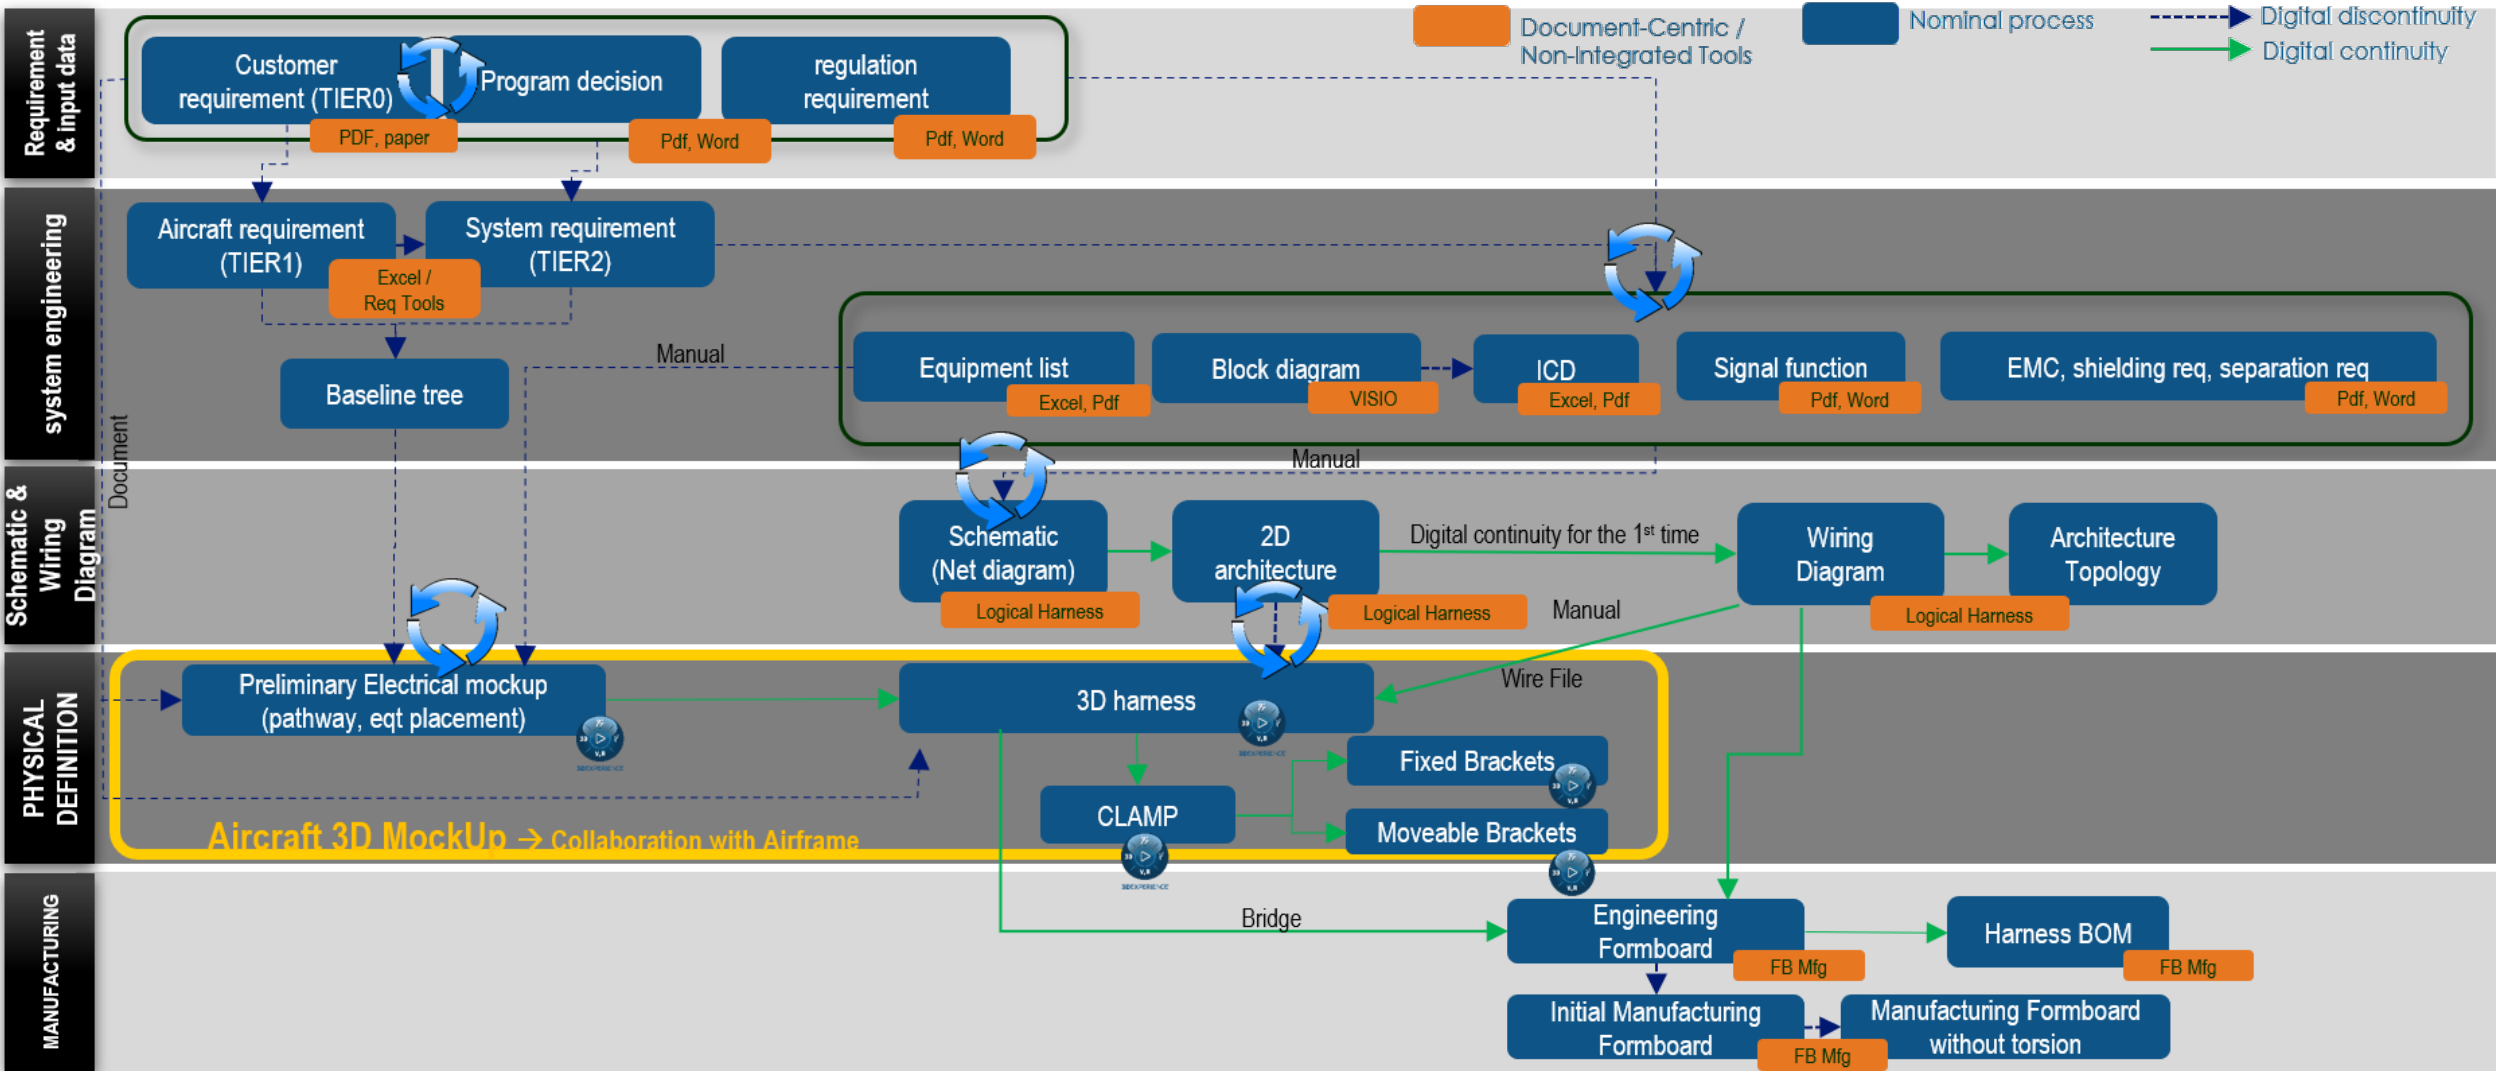 Document-Centric /
Non-Integrated Tools
Nominal process
Digital discontinuity
Digital continuity
Requirement
& input data
Customer
requirement (TIER0)
PDF, paper
Program decision
Pdf, Word
regulation
requirement
Pdf, Word
system engineering
Aircraft requirement
(TIER1)
Excel /
Req Tools
System requirement
(TIER2)
Baseline tree
Manual
Equipment list
Excel, Pdf
Block diagram
VISIO
ICD
Excel, Pdf
Signal function
Pdf, Word
EMC, shielding req, separation req
Pdf, Word
Document
Manual
Schematic &
Wiring
Diagram
Schematic
(Net diagram)
Logical Harness
2D
architecture
Logical Harness
Digital continuity for the 1st time
Manual
Wiring
Diagram
Logical Harness
Architecture
Topology
PHYSICAL
DEFINITION
Preliminary Electrical mockup
(pathway, eqt placement)
3DEXPERIENCE
3D harness
3DEXPERIENCE
Wire File
CLAMP
3DEXPERIENCE
Fixed Brackets
Moveable Brackets
Aircraft 3D MockUp → Collaboration with Airframe
MANUFACTURING
Bridge
Engineering
Formboard
FB Mfg
Harness BOM
FB Mfg
Initial Manufacturing
Formboard
FB Mfg
Manufacturing Formboard
without torsion